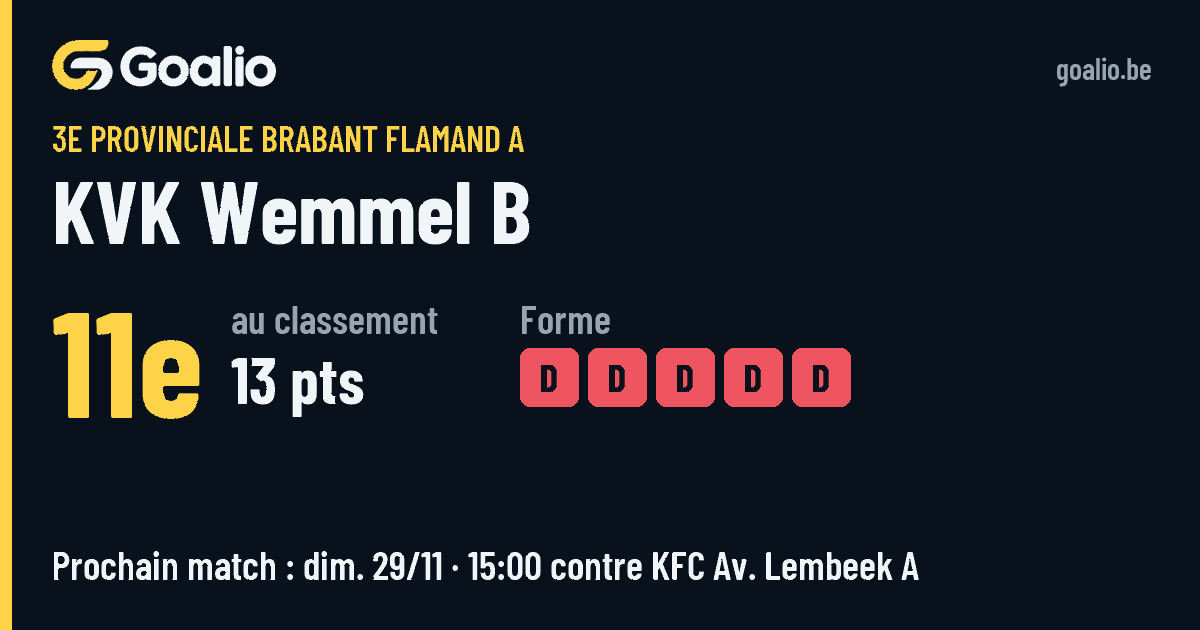 Goalio
goalio.be
3E PROVINCIALE BRABANT FLAMAND A
KVK Wemmel B
11e
au classement
13 pts
Forme
D D D D D
Prochain match : dim. 29/11 · 15:00 contre KFC Av. Lembeek A